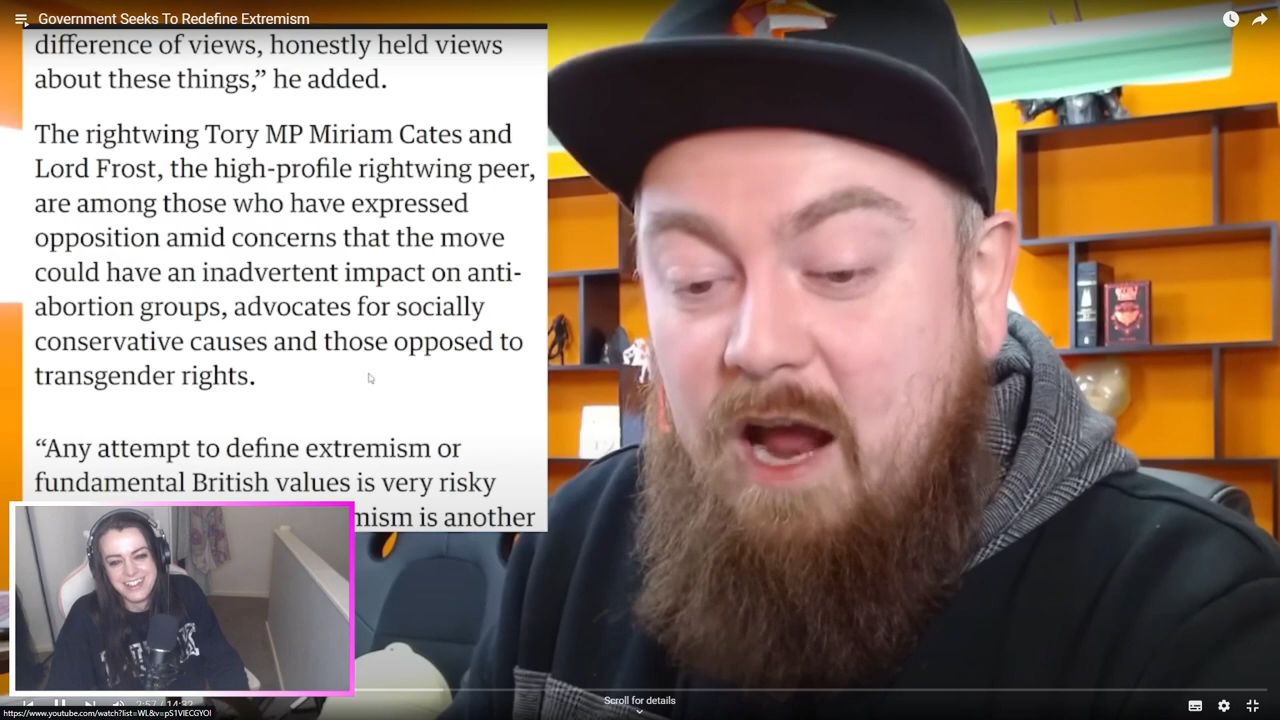 Government Seeks To Redefine Extremism
difference of views, honestly held views
about these things,” he added.
The rightwing Tory MP Miriam Cates and
Lord Frost, the high-profile rightwing peer,
are among those who have expressed
opposition amid concerns that the move
could have an inadvertent impact on anti-
abortion groups, advocates for socially
conservative causes and those opposed to
transgender rights.
“Any attempt to define extremism or
fundamental British values is very risky
mism is another
2:57 / 14:32
Scroll for details
https://www.youtube.com/watch?list=WL&v=pS1VIECGYOI